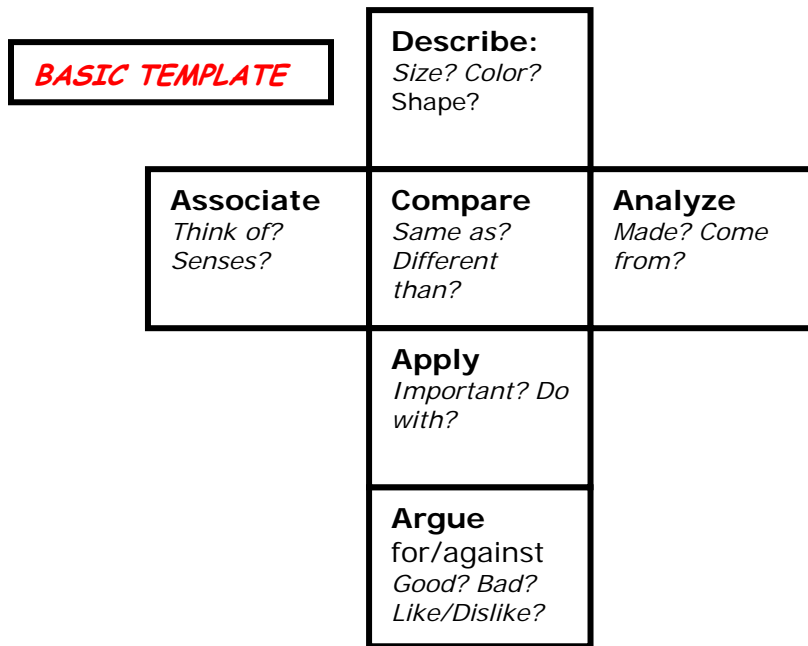 BASIC TEMPLATE
Describe:
Size? Color?
Shape?
Associate
Think of?
Senses?
Compare
Same as?
Different
than?
Analyze
Made? Come
from?
Apply
Important? Do
with?
Argue
for/against
Good? Bad?
Like/Dislike?